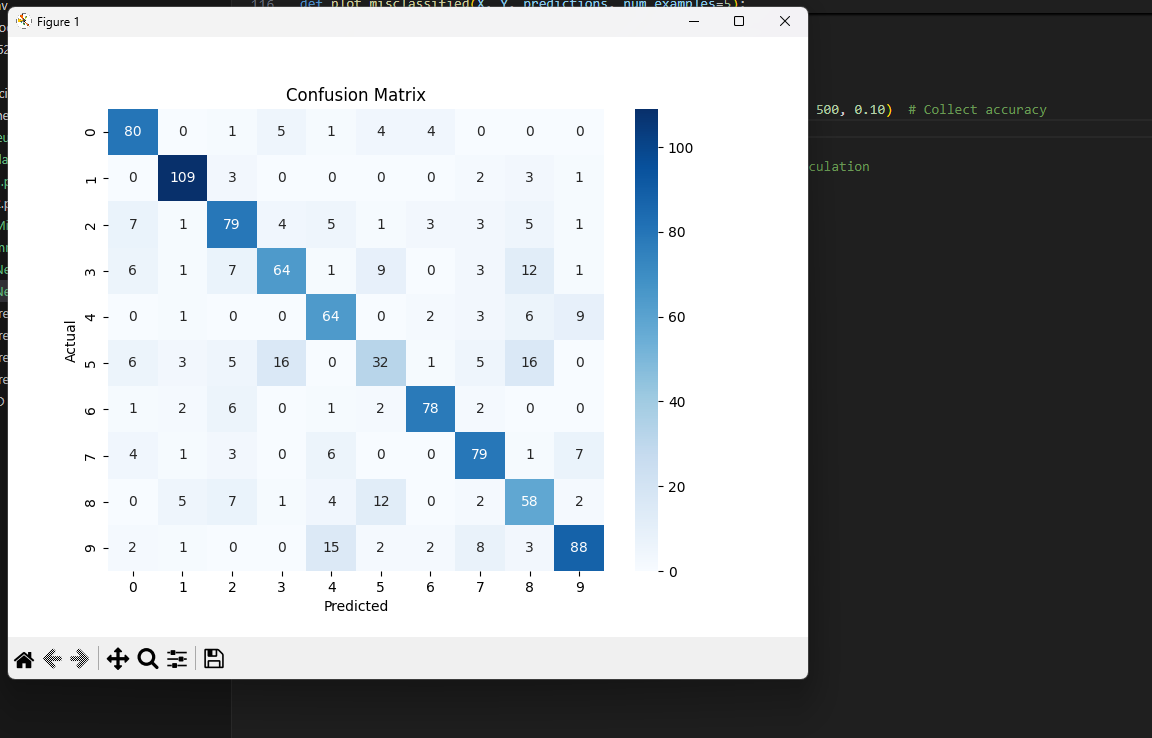 116 def plot_misclassified(X, Y, predictions, num_examples=5):
Figure 1
500, 0.10) # Collect accuracy
culation
Confusion Matrix
0 80 0 1 5 1 4 4 0 0 0
1 0 109 3 0 0 0 0 2 3 1
2 7 1 79 4 5 1 3 3 5 1
3 6 1 7 64 1 9 0 3 12 1
4 0 1 0 0 64 0 2 3 6 9
5 6 3 5 16 0 32 1 5 16 0
6 1 2 6 0 1 2 78 2 0 0
7 4 1 3 0 6 0 0 79 1 7
8 0 5 7 1 4 12 0 2 58 2
9 2 1 0 0 15 2 2 8 3 88
0 1 2 3 4 5 6 7 8 9
Predicted
Actual
100
80
60
40
20
0